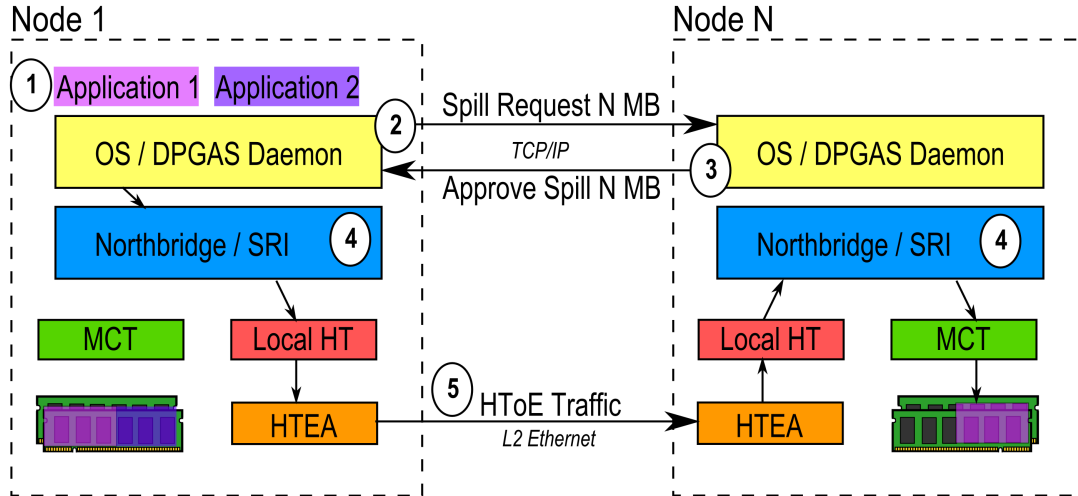 Node 1
Node N
1
Application 1
Application 2
2
Spill Request N MB
OS / DPGAS Daemon
TCP/IP
OS / DPGAS Daemon
3
Approve Spill N MB
Northbridge / SRI
4
Northbridge / SRI
4
MCT
Local HT
Local HT
MCT
5
HToE Traffic
HTEA
L2 Ethernet
HTEA